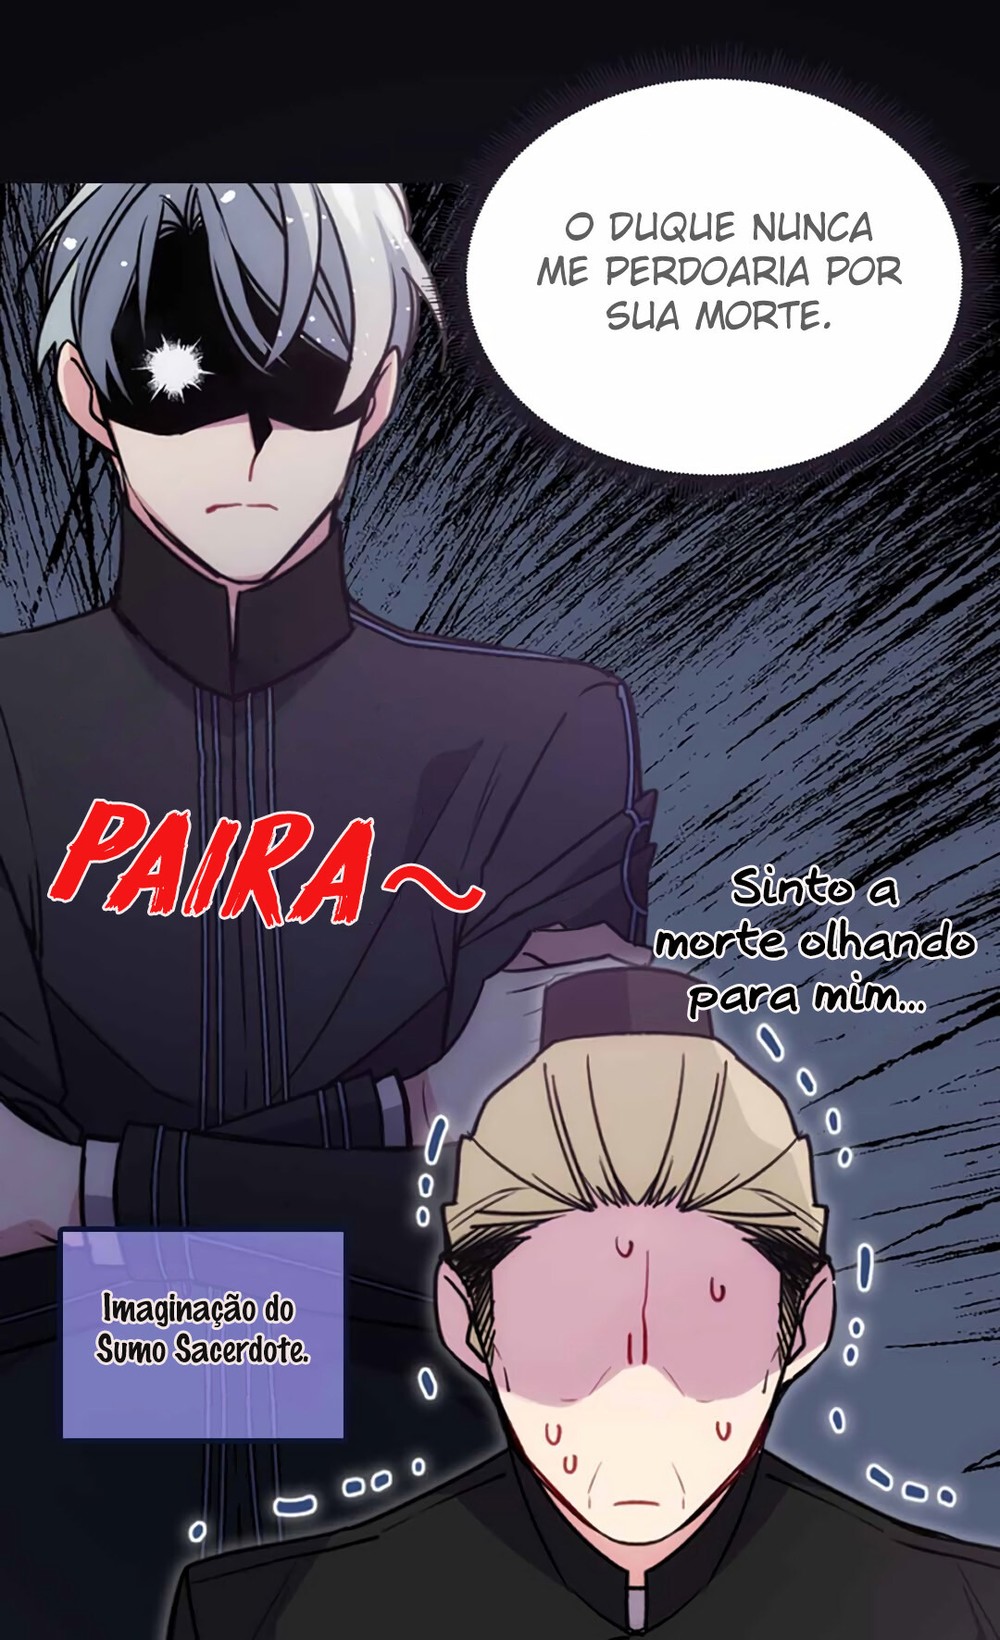 O DUQUE NUNCA
ME PERDOARIA POR
SUA MORTE.
PAIRA~
Sinto a
morte olhando
para mim...
Imaginação do
Sumo Sacerdote.